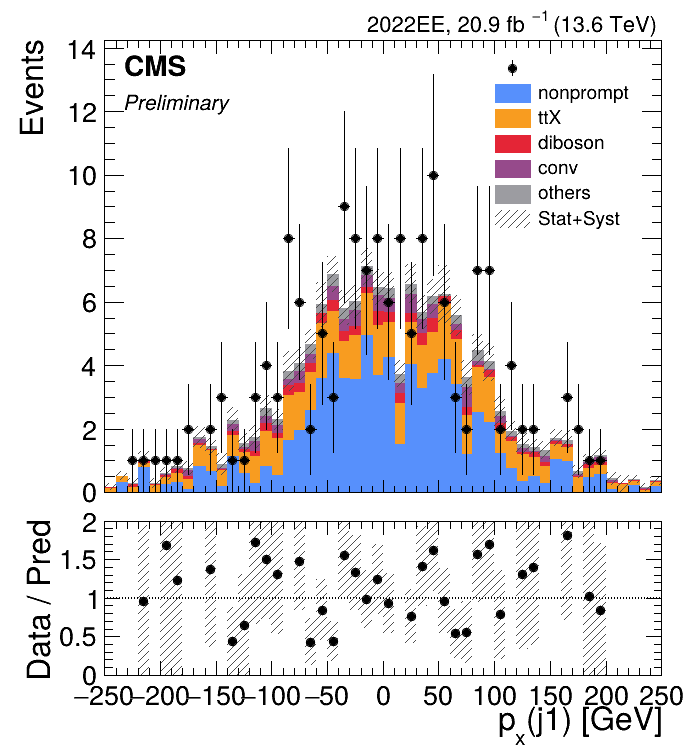 2022EE, 20.9 fb⁻¹ (13.6 TeV)
Events
14
12
10
8
6
4
2
0
CMS
Preliminary
nonprompt
ttX
diboson
conv
others
Stat+Syst
Data / Pred
2
1.5
1
0.5
0
−250 −200 −150 −100 −50 0 50 100 150 200 250
pₓ(j1) [GeV]